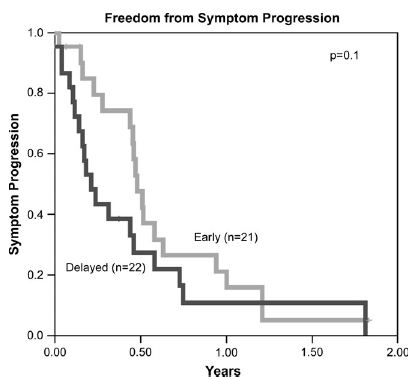 Freedom from Symptom Progression
p=0.1
Symptom Progression
1.0
0.8
0.6
0.4
0.2
0.0
Early (n=21)
Delayed (n=22)
0.00 0.50 1.00 1.50 2.00
Years